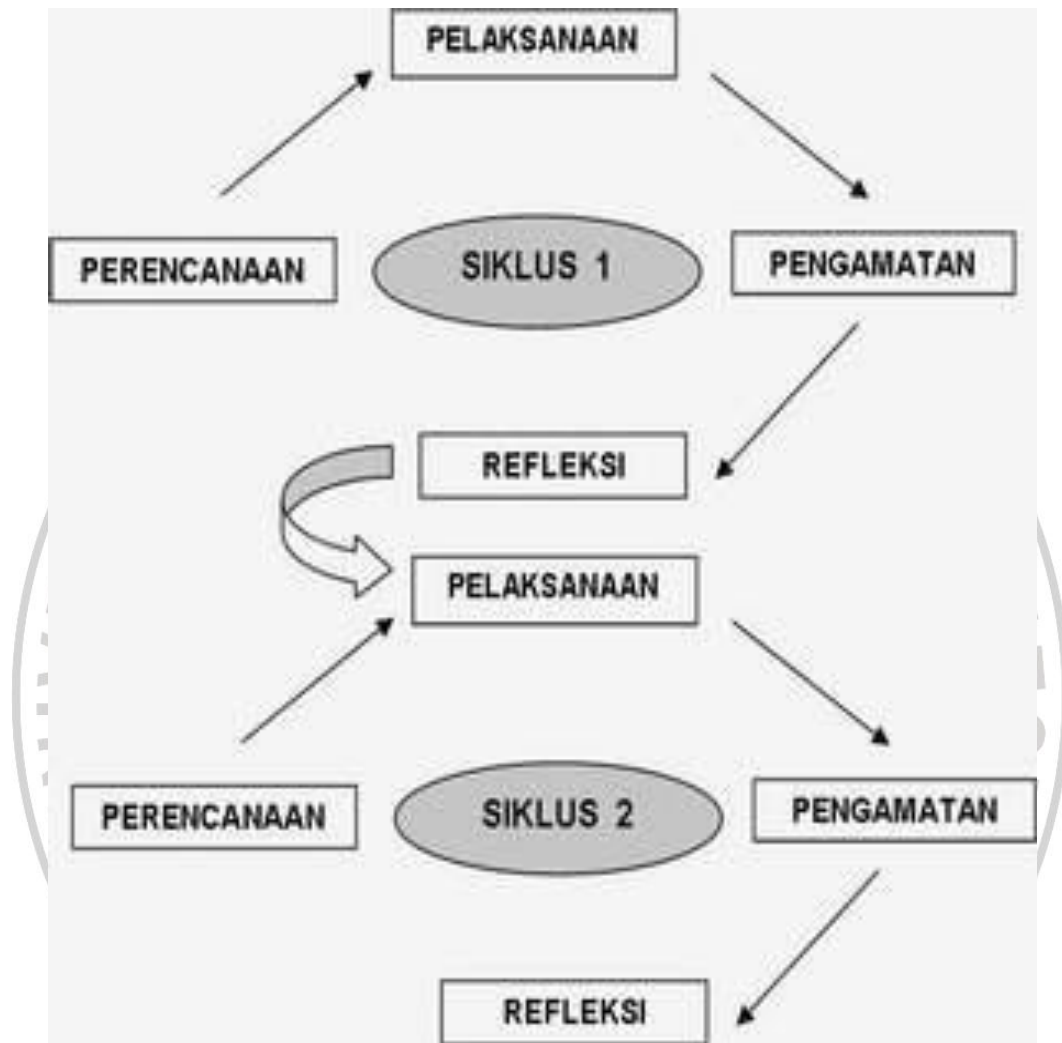 PELAKSANAAN
PERENCANAAN
SIKLUS 1
PENGAMATAN
REFLEKSI
PELAKSANAAN
PERENCANAAN
SIKLUS 2
PENGAMATAN
REFLEKSI